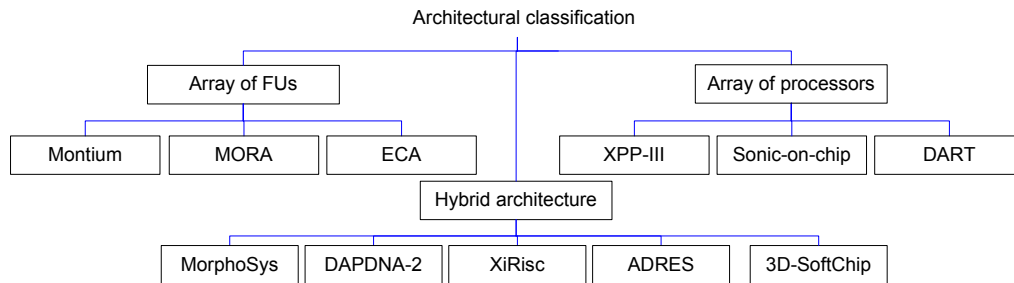 Architectural classification
Array of FUs
Array of processors
Montium
MORA
ECA
XPP-III
Sonic-on-chip
DART
Hybrid architecture
MorphoSys
DAPDNA-2
XiRisc
ADRES
3D-SoftChip